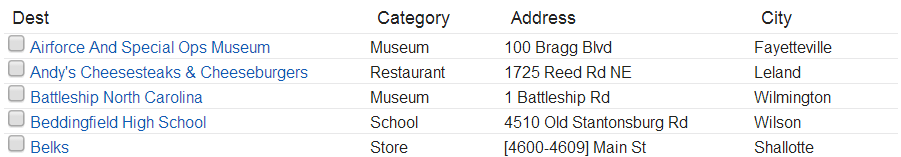 Dest Category Address City
Airforce And Special Ops Museum Museum 100 Bragg Blvd Fayetteville
Andy's Cheesesteaks & Cheeseburgers Restaurant 1725 Reed Rd NE Leland
Battleship North Carolina Museum 1 Battleship Rd Wilmington
Beddingfield High School School 4510 Old Stantonsburg Rd Wilson
Belks Store [4600-4609] Main St Shallotte